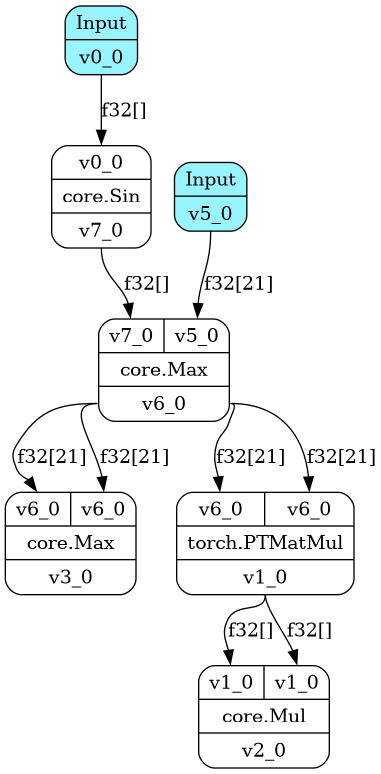 Input
v0_0
f32[]
v0_0
core.Sin
v7_0
Input
v5_0
f32[]
f32[21]
v7_0 v5_0
core.Max
v6_0
f32[21] f32[21] f32[21] f32[21]
v6_0 v6_0
core.Max
v3_0
v6_0 v6_0
torch.PTMatMul
v1_0
f32[] f32[]
v1_0 v1_0
core.Mul
v2_0